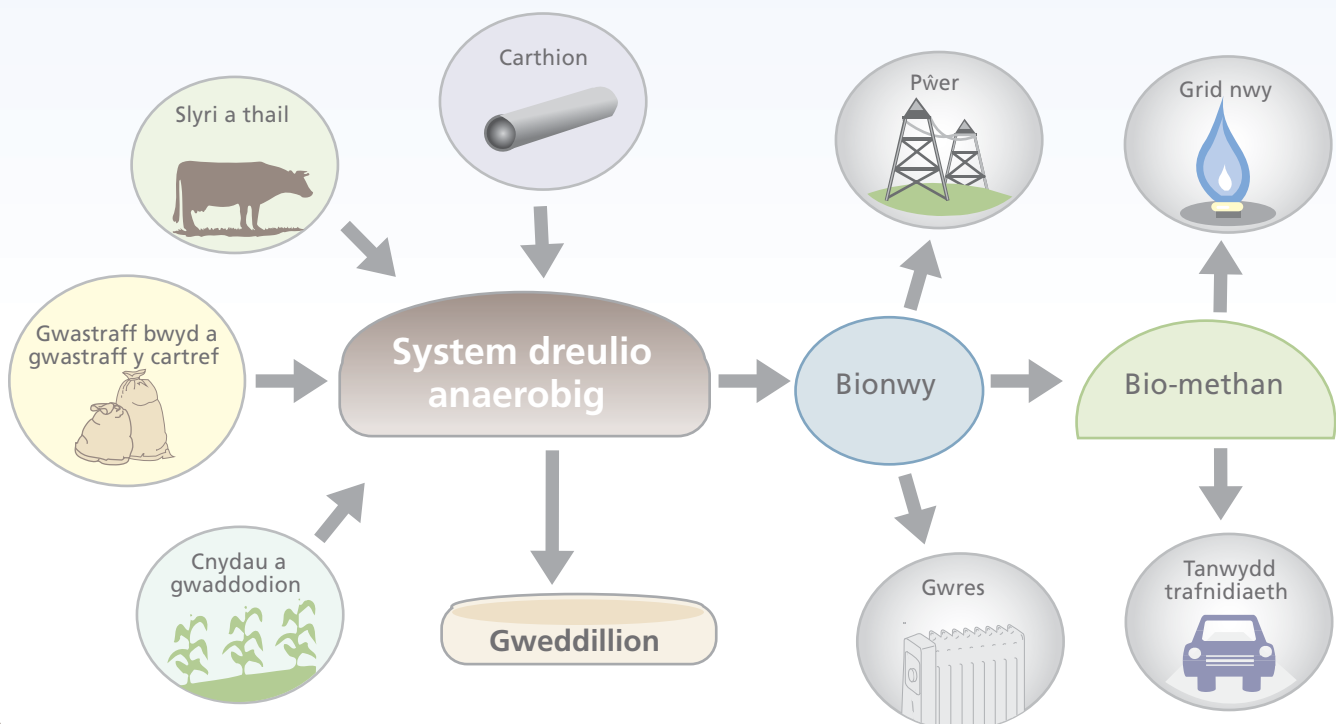 Carthion
Slyri a thail
Pŵer
Grid nwy
Gwastraff bwyd a
gwastraff y cartref
System dreulio
anaerobig
Bionwy
Bio-methan
Cnydau a
gwaddodion
Gweddillion
Gwres
Tanwydd
trafnidiaeth